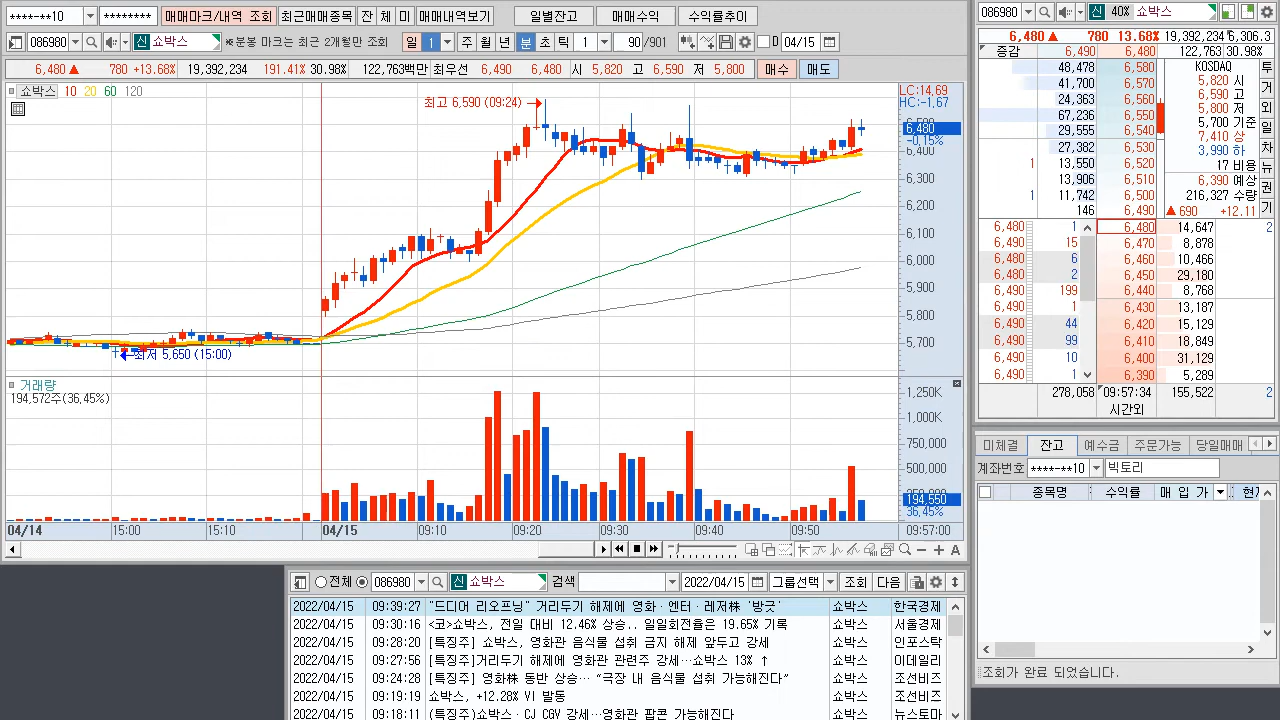 ****-**10 ******** 매매마크/내역 조회 최근매매종목 잔 체 미 매매내역보기 일별잔고 매매수익 수익률추이
086980 신 쇼박스 봉봉 마크는 최근 2개월만 조회 일 1 주 월 년 분 초 틱 1 90 /901 D 04/15
6,480 ▲ 780 +13.68% 19,392,234 191.41% 30.98% 122,763백만 최우선 6,490 6,480 시 5,820 고 6,590 저 5,800 매수 매도
쇼박스 10 20 60 120
최고 6,590 (09:24)
LC:14,69
HC:-1,67
6,480
-0,15%
6,400
6,300
6,200
6,100
6,000
5,900
5,800
5,700
최저 5,650 (15:00)
거래량
194,572주(36,45%)
1,250K
1,000K
750,000
500,000
194,550
36,45%
04/14 15:00 15:10 04/15 09:10 09:20 09:30 09:40 09:50 09:57:00
A
086980 신 40% 쇼박스
6,480 ▲ 780 13.68% 19,392,234 6,306.3
증감 6,490 6,480 122,763 30.98% 투
48,478 6,580 KOSDAQ
41,700 6,570 5,820 시 거
24,363 6,560 6,590 고
67,236 6,550 5,800 저 외
29,555 6,540 5,700 기준 일
27,382 6,530 7,410 상
1 13,560 6,520 3,390 하 차
13,906 6,510 17 비중 뉴
1 11,742 6,500 6,390 예상 권
146 6,490 216,327 수량
▲ 690 +12.11 기
6,480 1 6,480 14,647 2
6,490 15 6,470 8,878
6,480 6 6,460 10,466
6,480 2 6,450 29,180
6,490 199 6,440 8,768
6,490 1 6,430 13,187
6,490 44 6,420 15,129
6,490 99 6,410 18,849
6,490 10 6,400 31,129
6,490 1 6,390 5,289
278,058 09:57:34 155,522 2
시간외
미체결 잔고 예수금 주문가능 당일매매
계좌번호 ****-**10 빅토리
종목명 수익률 매 입 가
조회가 완료 되었습니다.
전체 086980 신 쇼박스 검색 2022/04/15 그룹선택 조회 다음
2022/04/15 09:39:27 "드디어 리오프닝" 거리두기 해제에 영화·엔터·레저株 '방긋' 쇼박스 한국경제
2022/04/15 09:30:16 <코>쇼박스, 전일 대비 12.46% 상승.. 일일회전율은 19.65% 기록 쇼박스 서울경제
2022/04/15 09:28:20 [특징주] 쇼박스, 영화관 음식물 섭취 금지 해제 앞두고 강세 쇼박스 인포스탁
2022/04/15 09:27:56 [특징주]거리두기 해제에 영화관 관련주 강세…쇼박스 13% ↑ 쇼박스 이데일리
2022/04/15 09:24:28 [특징주] 영화株 동반 상승… "극장 내 음식물 섭취 가능해진다" 쇼박스 조선비즈
2022/04/15 09:19:19 쇼박스, +12.28% VI 발동 쇼박스 조선비즈
2022/04/15 09:18:11 (특징주)쇼박스·CJ CGV 강세…영화관 팝콘 가능해진다 쇼박스 뉴스토마